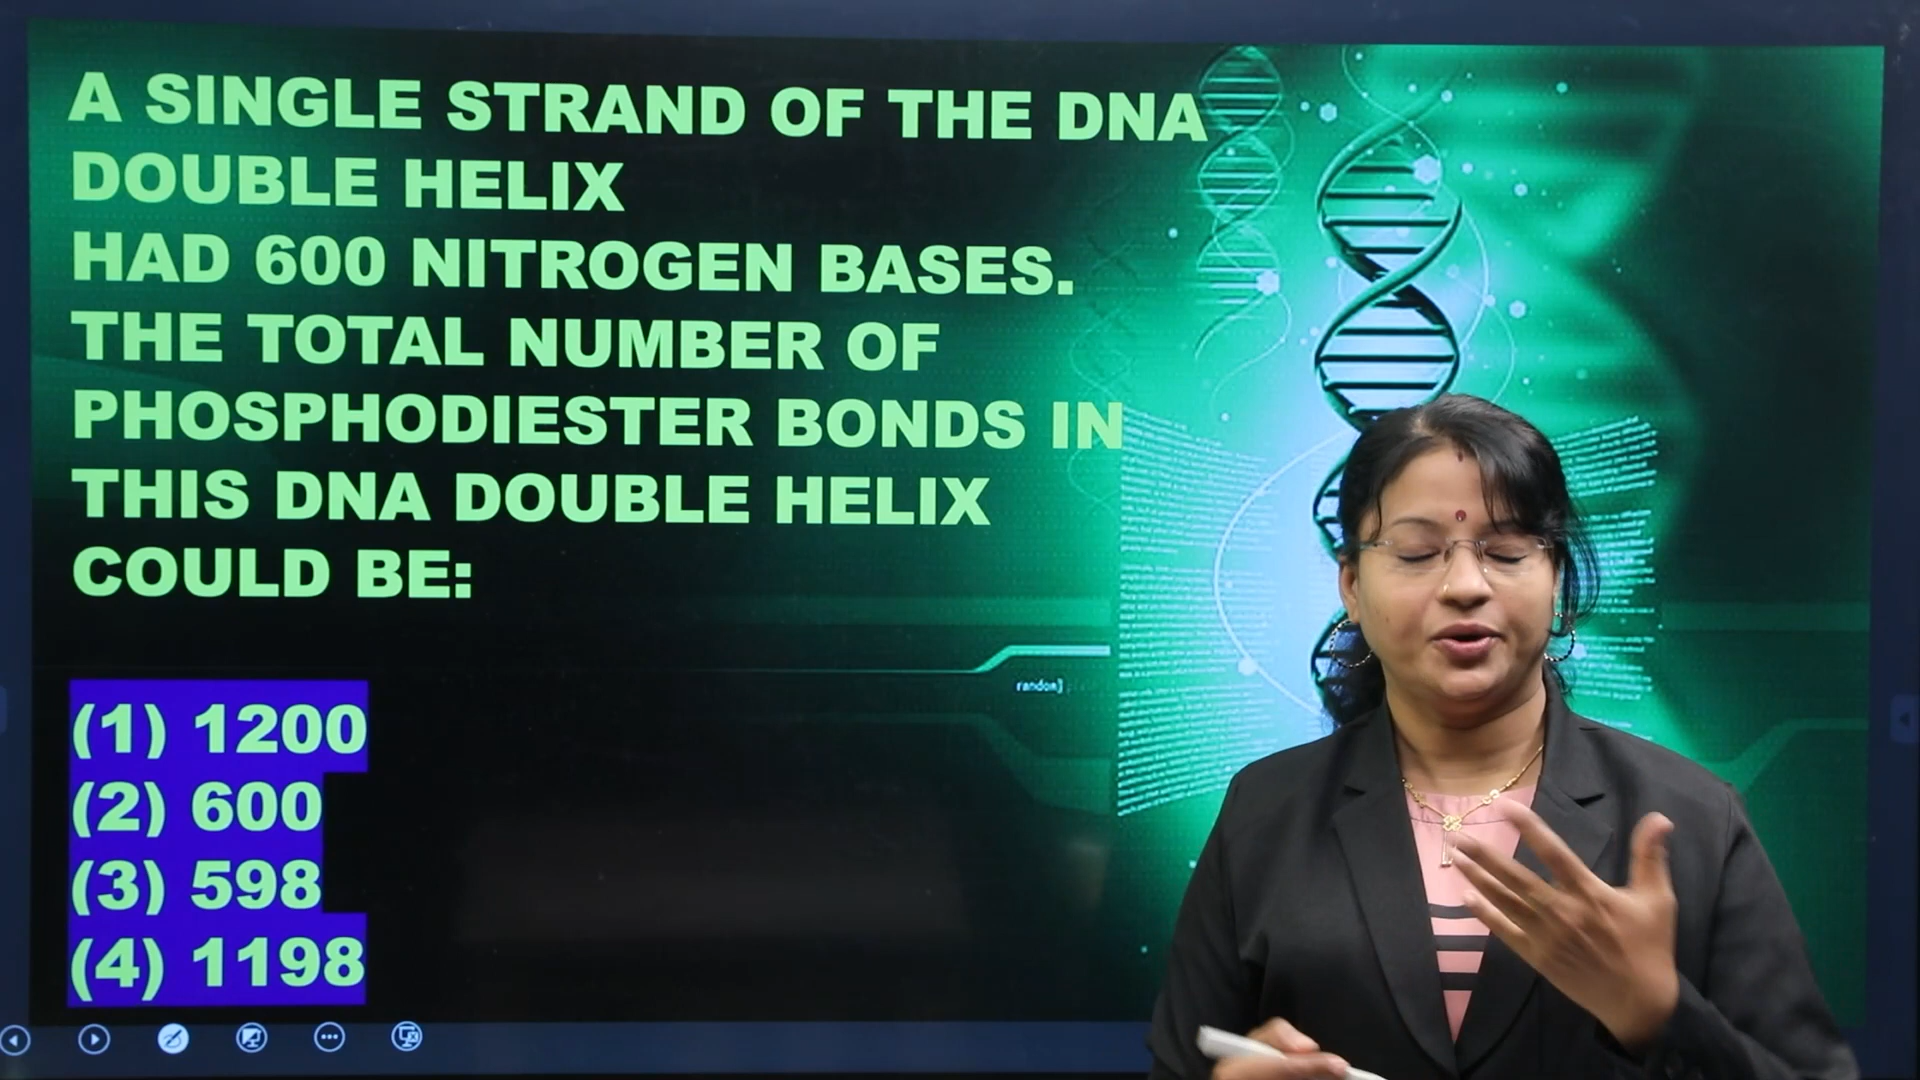 A SINGLE STRAND OF THE DNA
DOUBLE HELIX
HAD 600 NITROGEN BASES.
THE TOTAL NUMBER OF
PHOSPHODIESTER BONDS IN
THIS DNA DOUBLE HELIX
COULD BE:
random]
(1) 1200
(2) 600
(3) 598
(4) 1198